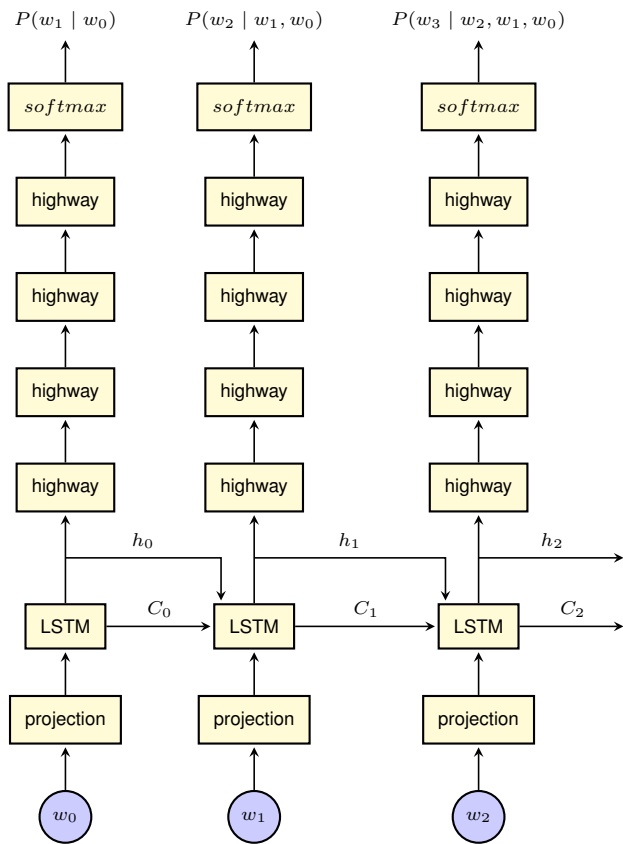 P(w₁ | w₀) P(w₂ | w₁, w₀) P(w₃ | w₂, w₁, w₀)
softmax softmax softmax
highway highway highway
highway highway highway
highway highway highway
highway highway highway
h₀ h₁ h₂
C₀ C₁ C₂
LSTM LSTM LSTM
projection projection projection
w₀ w₁ w₂